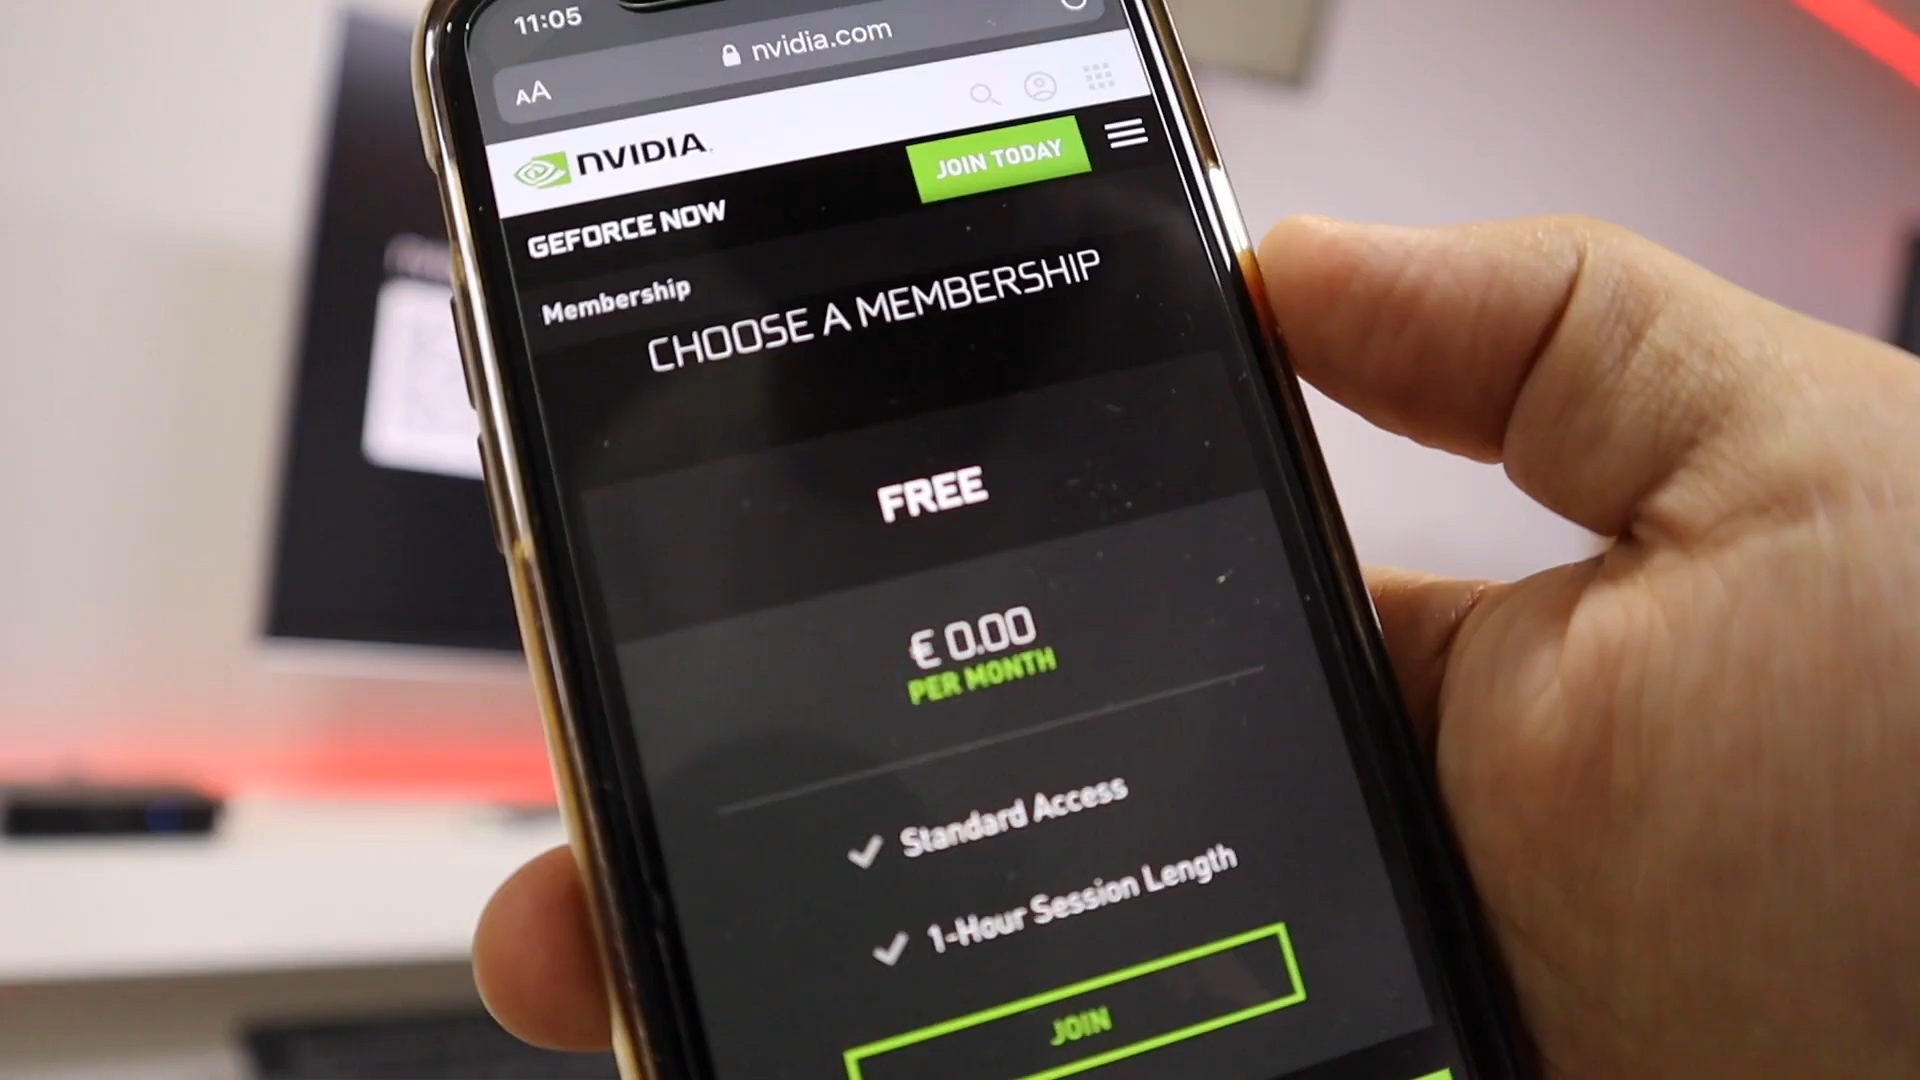 11:05
AA
nvidia.com
NVIDIA.
JOIN TODAY
GEFORCE NOW
Membership
CHOOSE A MEMBERSHIP
FREE
€ 0.00
PER MONTH
Standard Access
1-Hour Session Length
JOIN